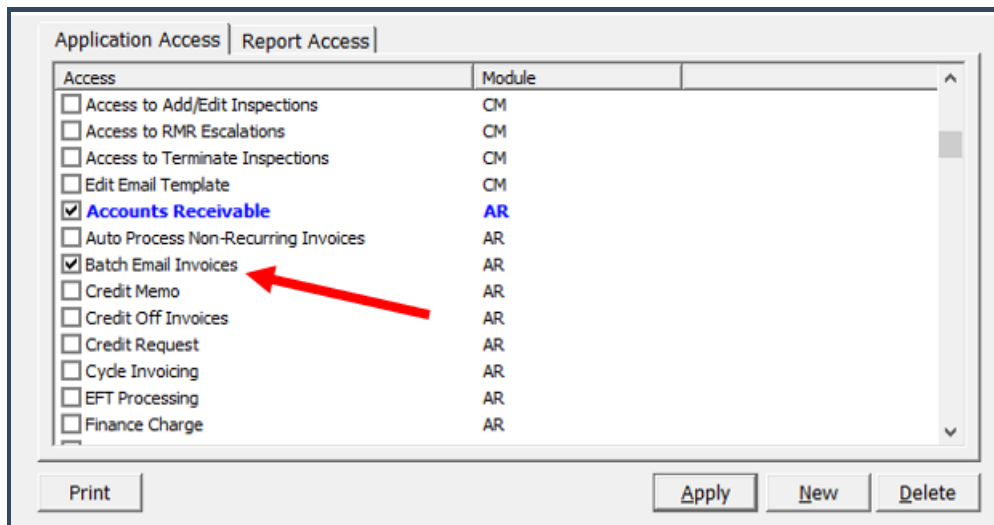 Application Access Report Access
Access Module
Access to Add/Edit Inspections CM
Access to RMR Escalations CM
Access to Terminate Inspections CM
Edit Email Template CM
Accounts Receivable AR
Auto Process Non-Recurring Invoices AR
Batch Email Invoices AR
Credit Memo AR
Credit Off Invoices AR
Credit Request AR
Cycle Invoicing AR
EFT Processing AR
Finance Charge AR
Print Apply New Delete